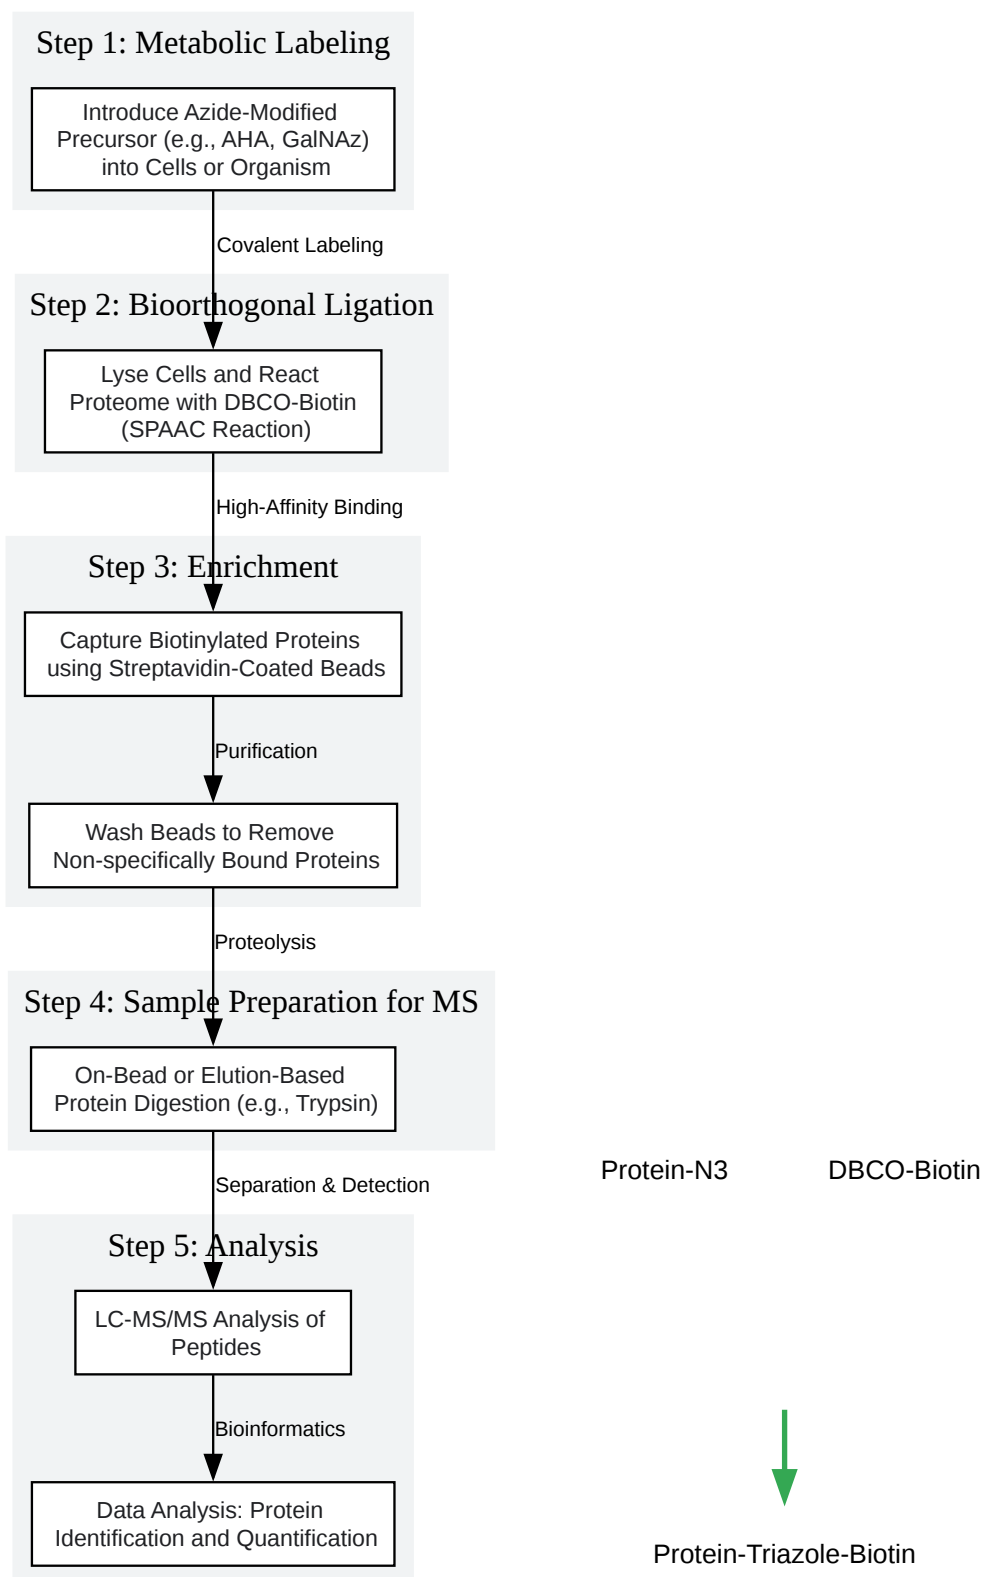 Step 1: Metabolic Labeling
Introduce Azide-Modified
Precursor (e.g., AHA, GalNAz)
into Cells or Organism
Covalent Labeling
Step 2: Bioorthogonal Ligation
Lyse Cells and React
Proteome with DBCO-Biotin
(SPAAC Reaction)
High-Affinity Binding
Step 3: Enrichment
Capture Biotinylated Proteins
using Streptavidin-Coated Beads
Purification
Wash Beads to Remove
Non-specifically Bound Proteins
Proteolysis
Step 4: Sample Preparation for MS
On-Bead or Elution-Based
Protein Digestion (e.g., Trypsin)
Separation & Detection
Step 5: Analysis
LC-MS/MS Analysis of
Peptides
Bioinformatics
Data Analysis: Protein
Identification and Quantification
Protein-N3
DBCO-Biotin
Protein-Triazole-Biotin